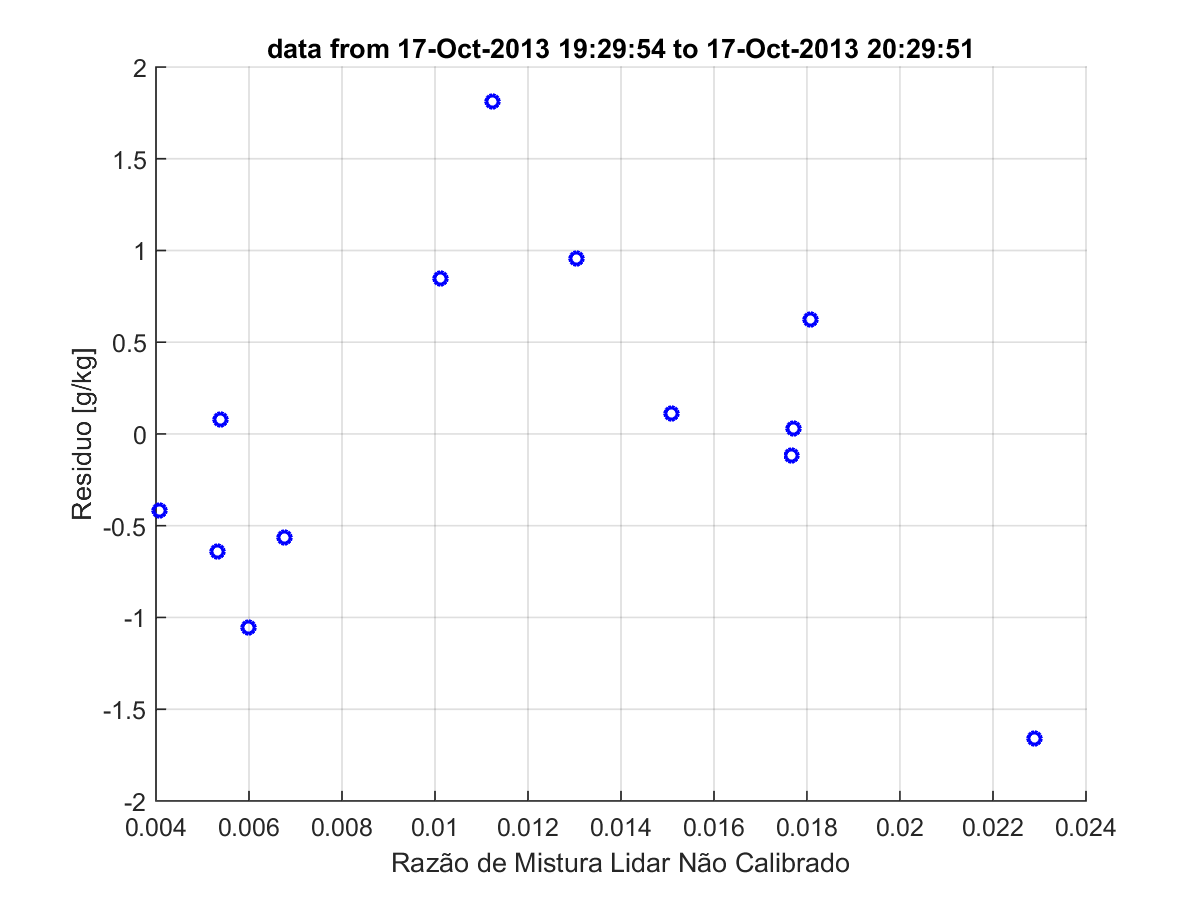 data from 17-Oct-2013 19:29:54 to 17-Oct-2013 20:29:51
2
1.5
1
0.5
0
-0.5
-1
-1.5
-2
Residuo [g/kg]
0.004 0.006 0.008 0.01 0.012 0.014 0.016 0.018 0.02 0.022 0.024
Razão de Mistura Lidar Não Calibrado